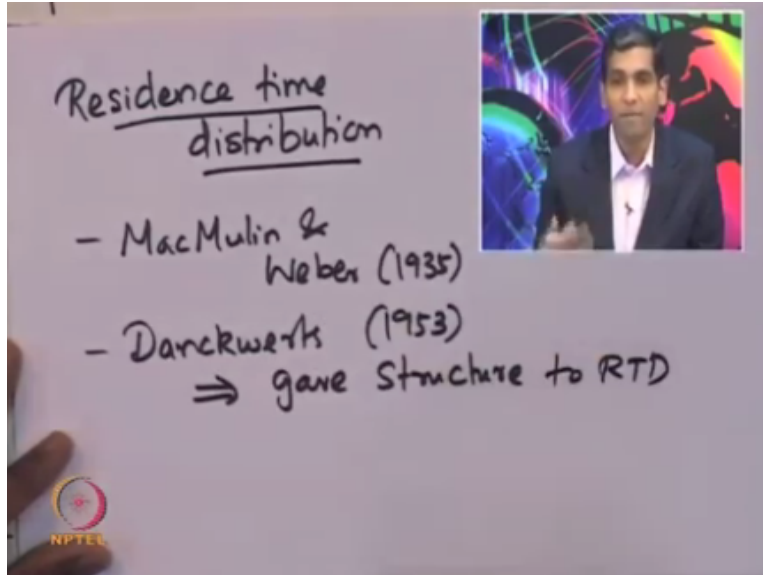 Residence time
distribution
- MacMulin &
Weber (1935)
- Danckwerts (1953)
⇒ gave structure to RTD
NPTEL